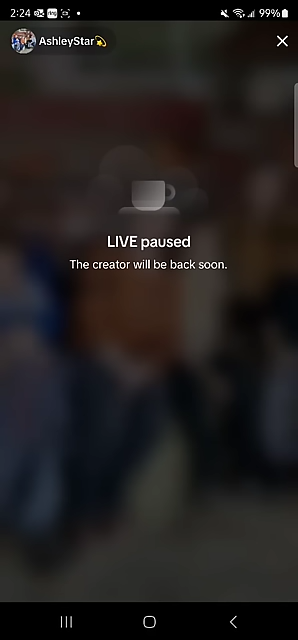 2:24 99%
AshleyStar💫
LIVE paused
The creator will be back soon.